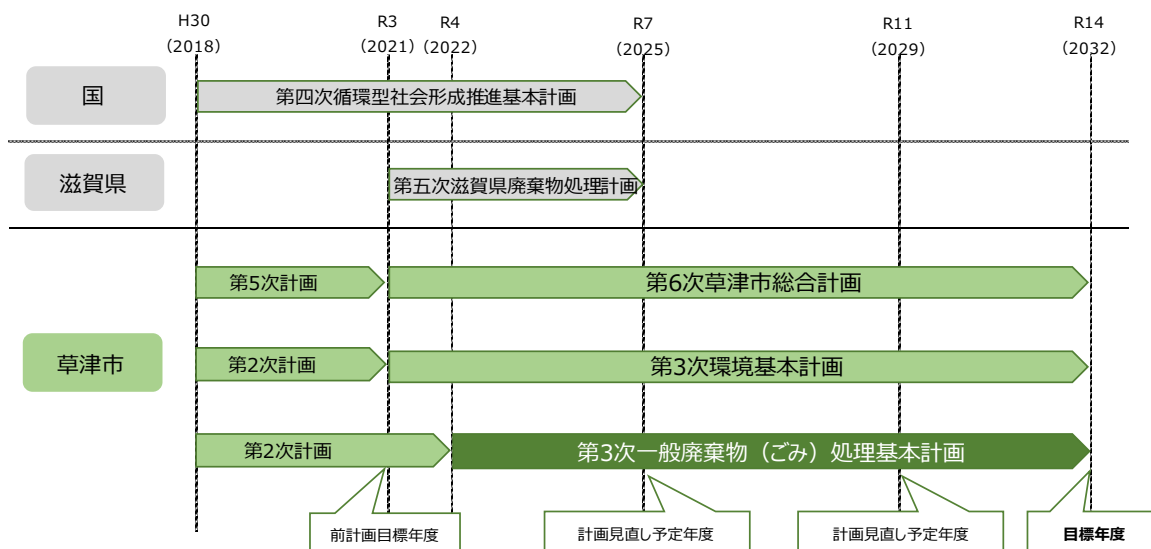 H30
R3
R4
R7
R11
R14
（2018）
（2021）
（2022）
（2025）
（2029）
（2032）
国
第四次循環型社会形成推進基本計画
滋賀県
第五次滋賀県廃棄物処理計画
第5次計画
第6次草津市総合計画
草津市
第2次計画
第3次環境基本計画
第2次計画
第3次一般廃棄物（ごみ）処理基本計画
前計画目標年度
計画見直し予定年度
計画見直し予定年度
目標年度